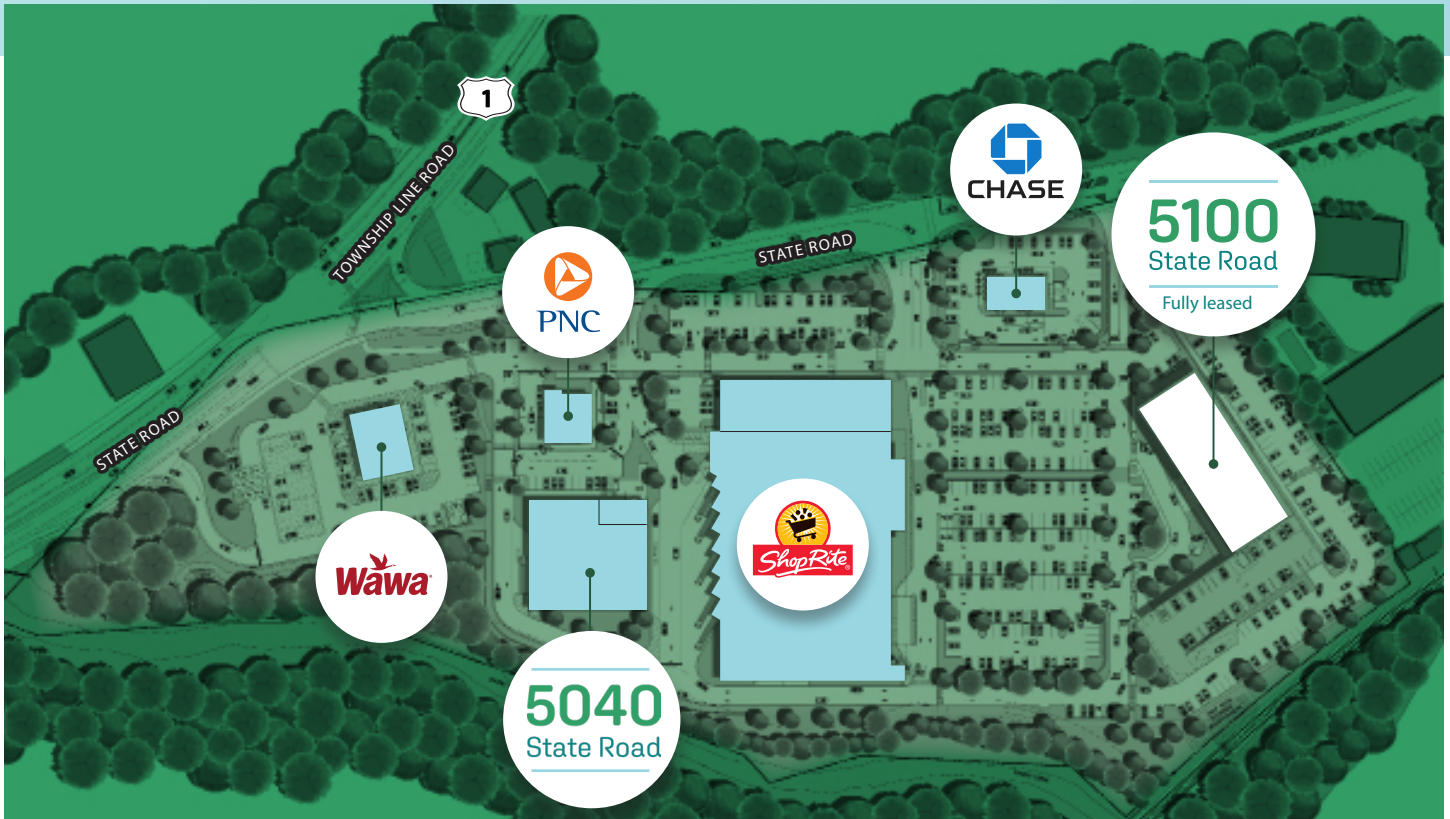 1
TOWNSHIP LINE ROAD
CHASE
5100
State Road
Fully leased
STATE ROAD
PNC
STATE ROAD
Wawa
ShopRite
5040
State Road